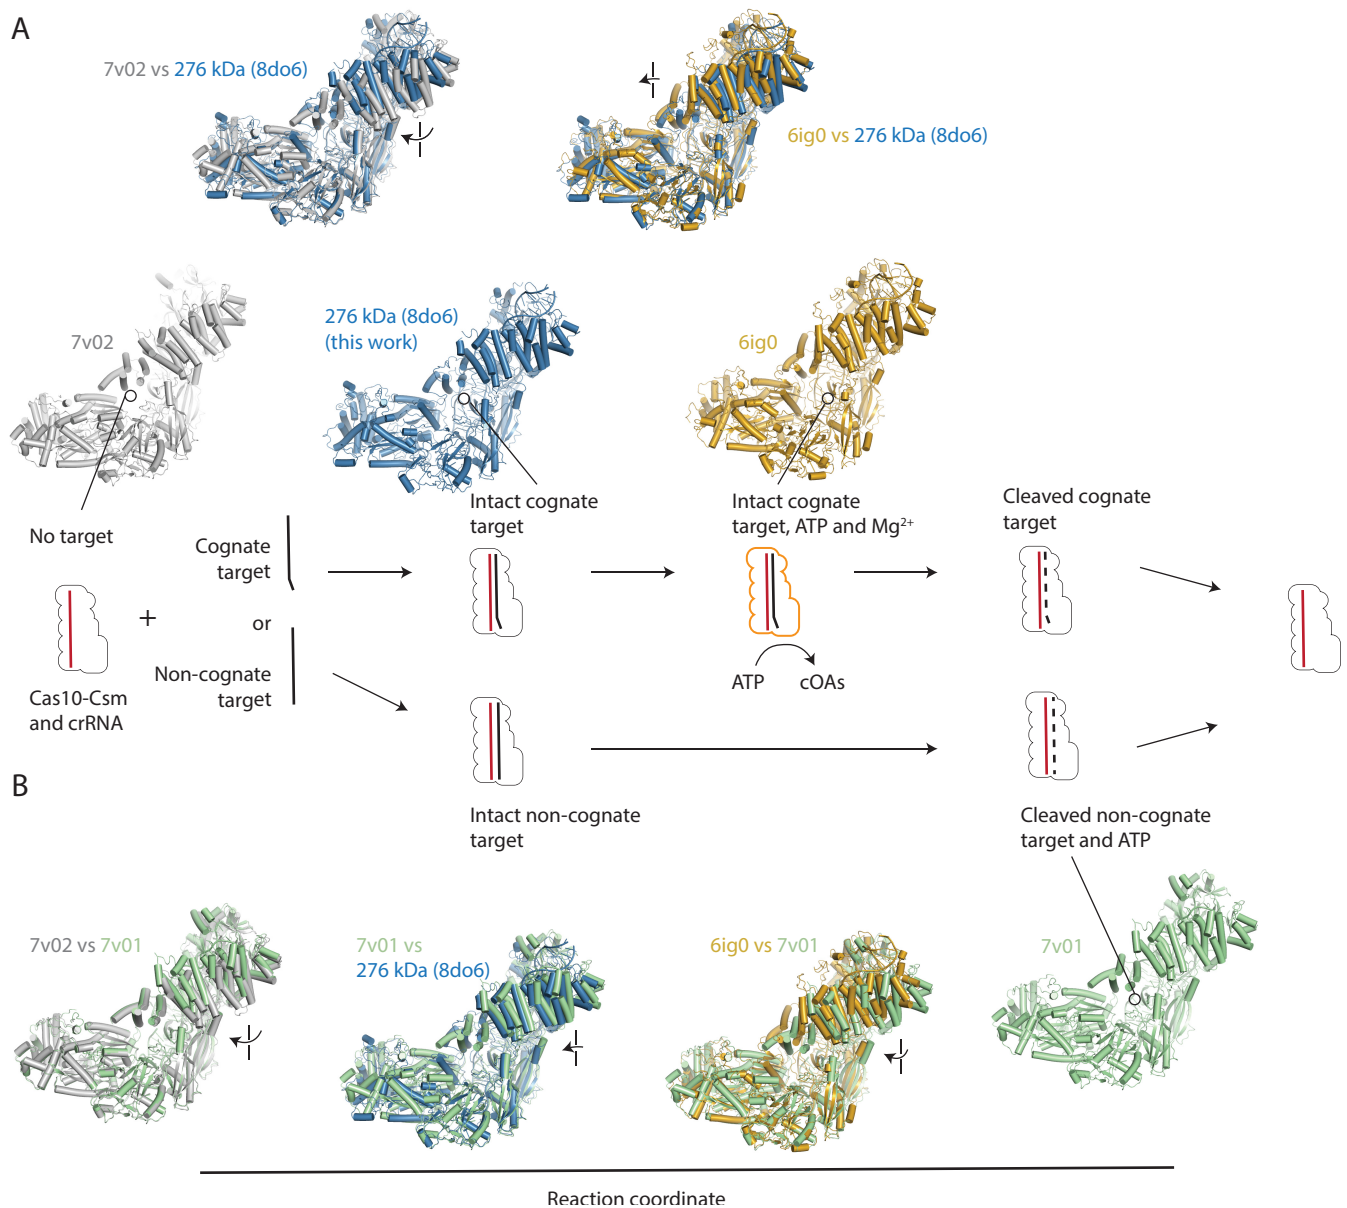 A
7v02 vs 276 kDa (8do6)
6ig0 vs 276 kDa (8do6)
7v02
276 kDa (8do6)
(this work)
6ig0
No target
Cognate
target
or
Non-cognate
target
+
Cas10-Csm
and crRNA
Intact cognate
target
Intact cognate
target, ATP and Mg²⁺
Cleaved cognate
target
ATP
cOAs
Intact non-cognate
target
Cleaved non-cognate
target and ATP
B
7v02 vs 7v01
7v01 vs
276 kDa (8do6)
6ig0 vs 7v01
7v01
Reaction coordinate